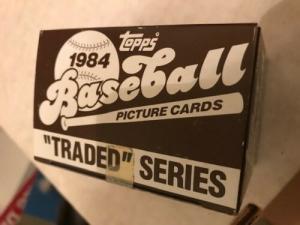 Topps
1984
Baseball
PICTURE CARDS
"TRADED" SERIES